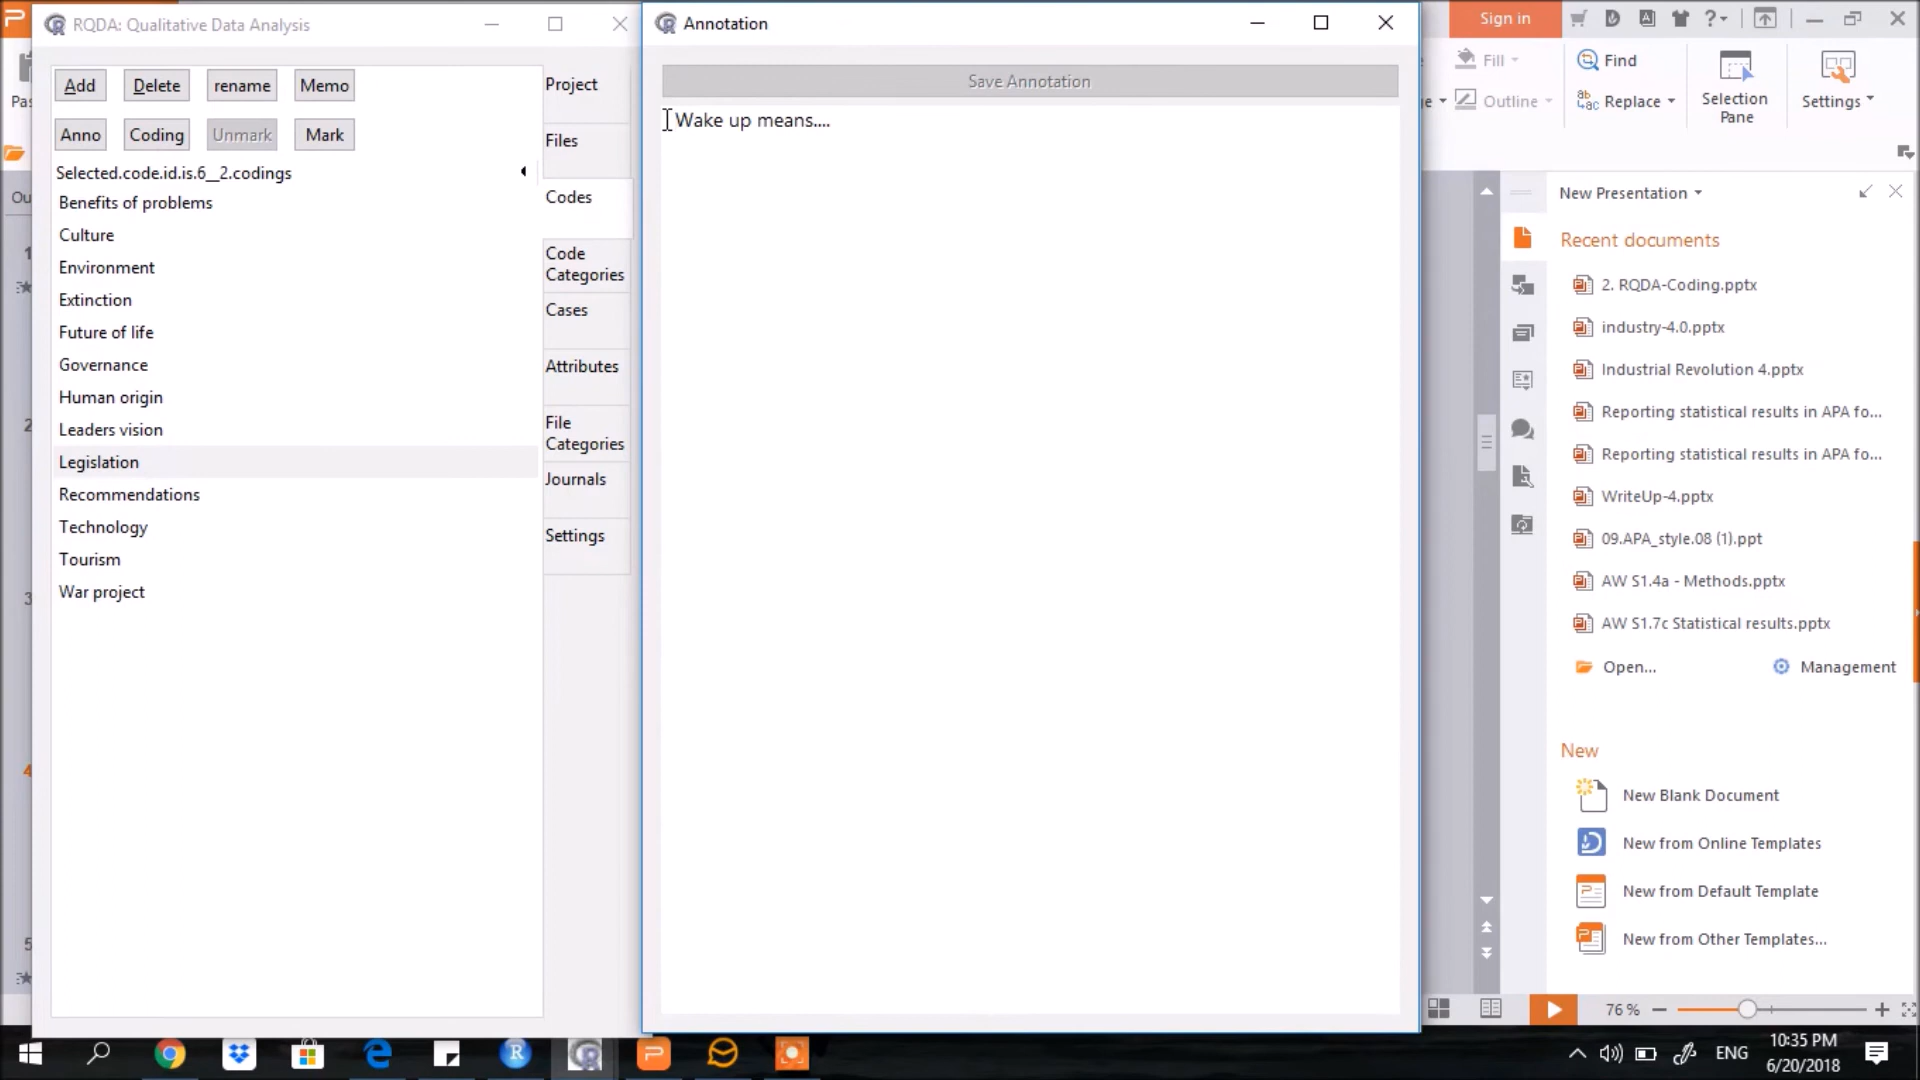 RQDA: Qualitative Data Analysis
Add
Delete
rename
Memo
Anno
Coding
Unmark
Mark
Selected.code.id.is.6__2.codings
Benefits of problems
Culture
Environment
Extinction
Future of life
Governance
Human origin
Leaders vision
Legislation
Recommendations
Technology
Tourism
War project
Project
Files
Codes
Code
Categories
Cases
Attributes
File
Categories
Journals
Settings
Annotation
Save Annotation
Wake up means....
Sign in
Fill
Outline
Find
Replace
Selection
Pane
Settings
New Presentation
Recent documents
2. RQDA-Coding.pptx
industry-4.0.pptx
Industrial Revolution 4.pptx
Reporting statistical results in APA fo...
Reporting statistical results in APA fo...
WriteUp-4.pptx
09.APA_style.08 (1).ppt
AW S1.4a - Methods.pptx
AW S1.7c Statistical results.pptx
Open...
Management
New
New Blank Document
New from Online Templates
New from Default Template
New from Other Templates...
76 %
ENG
10:35 PM
6/20/2018
Pas
Ou
1
2
3
4
5